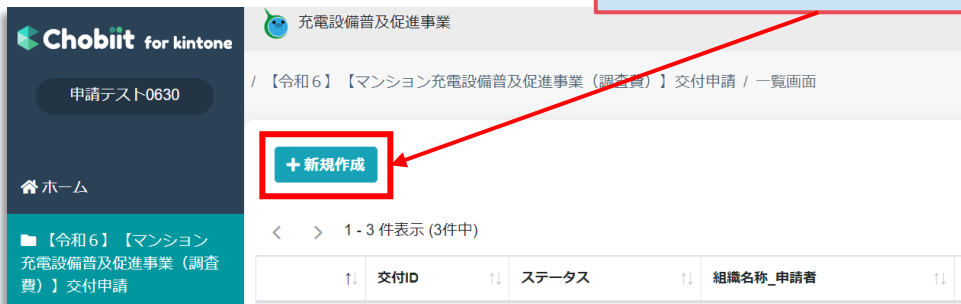 Chobiit for kintone
充電設備普及促進事業
申請テスト0630
/ 【令和6】【マンション充電設備普及促進事業（調査費）】交付申請 / 一覧画面
+ 新規作成
ホーム
【令和6】【マンション
充電設備普及促進事業（調査
費）】交付申請
< > 1 - 3 件表示 (3件中)
↑↓ 交付ID ↑↓ ステータス ↑↓ 組織名称_申請者 ↑↓